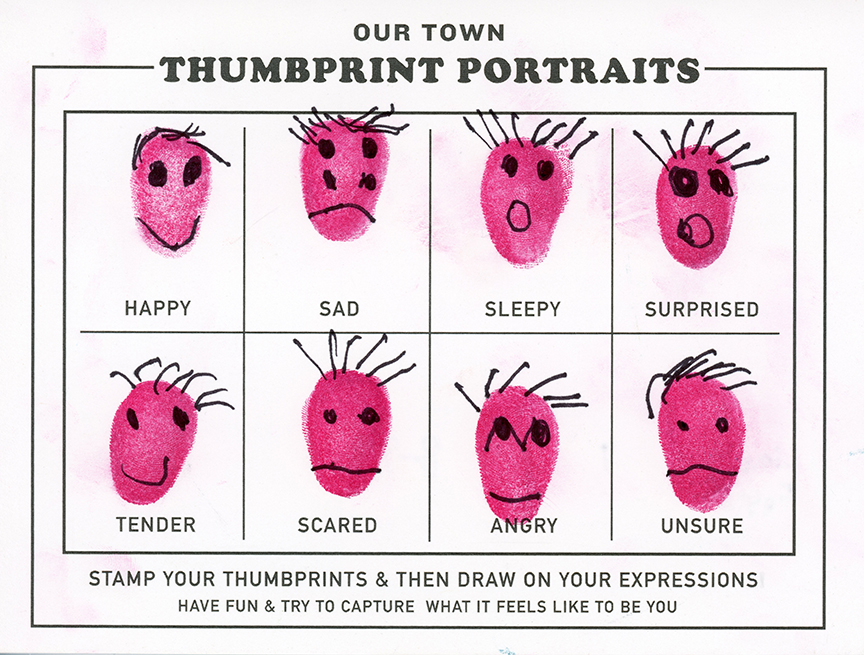 OUR TOWN
THUMBPRINT PORTRAITS
HAPPY SAD SLEEPY SURPRISED
TENDER SCARED ANGRY UNSURE
STAMP YOUR THUMBPRINTS & THEN DRAW ON YOUR EXPRESSIONS
HAVE FUN & TRY TO CAPTURE WHAT IT FEELS LIKE TO BE YOU